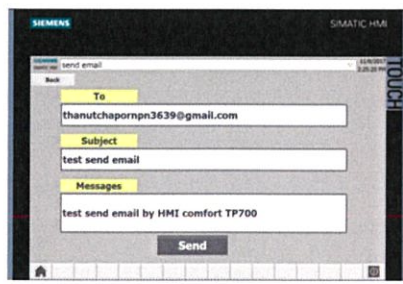 SIEMENS
SIMATIC HMI
TOUCH
send email
Back
To
thanutchapornpn3639@gmail.com
Subject
test send email
Messages
test send email by HMI comfort TP700
Send